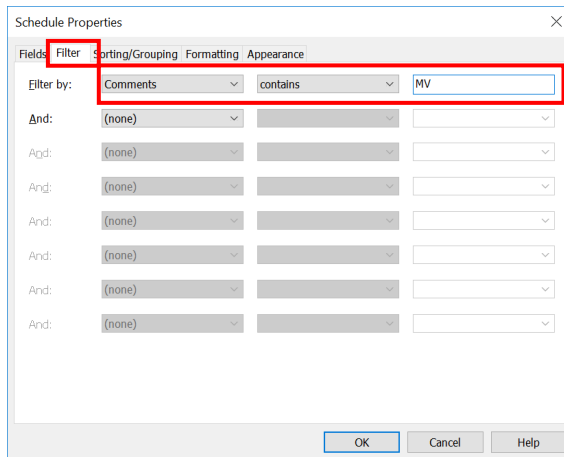 Schedule Properties
Fields Filter Sorting/Grouping Formatting Appearance
Filter by: Comments contains MV
And: (none)
And: (none)
And: (none)
And: (none)
And: (none)
And: (none)
And: (none)
OK Cancel Help